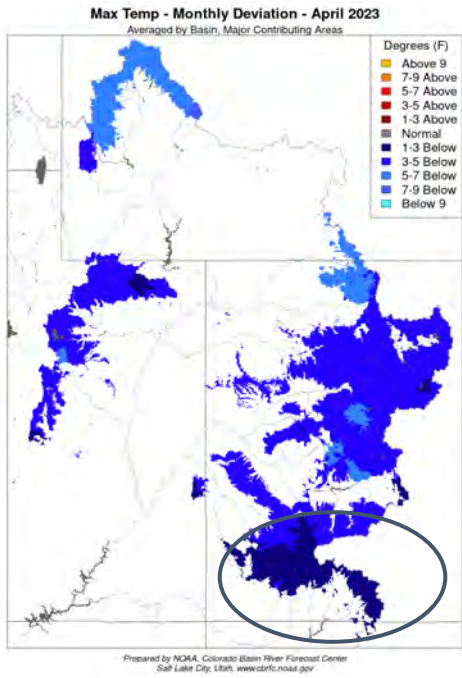 Max Temp - Monthly Deviation - April 2023
Averaged by Basin, Major Contributing Areas
Degrees (F)
Above 9
7-9 Above
5-7 Above
3-5 Above
1-3 Above
Normal
1-3 Below
3-5 Below
5-7 Below
7-9 Below
Below 9
Prepared by NOAA, Colorado Basin River Forecast Center
Salt Lake City, Utah, www.cbrfc.noaa.gov